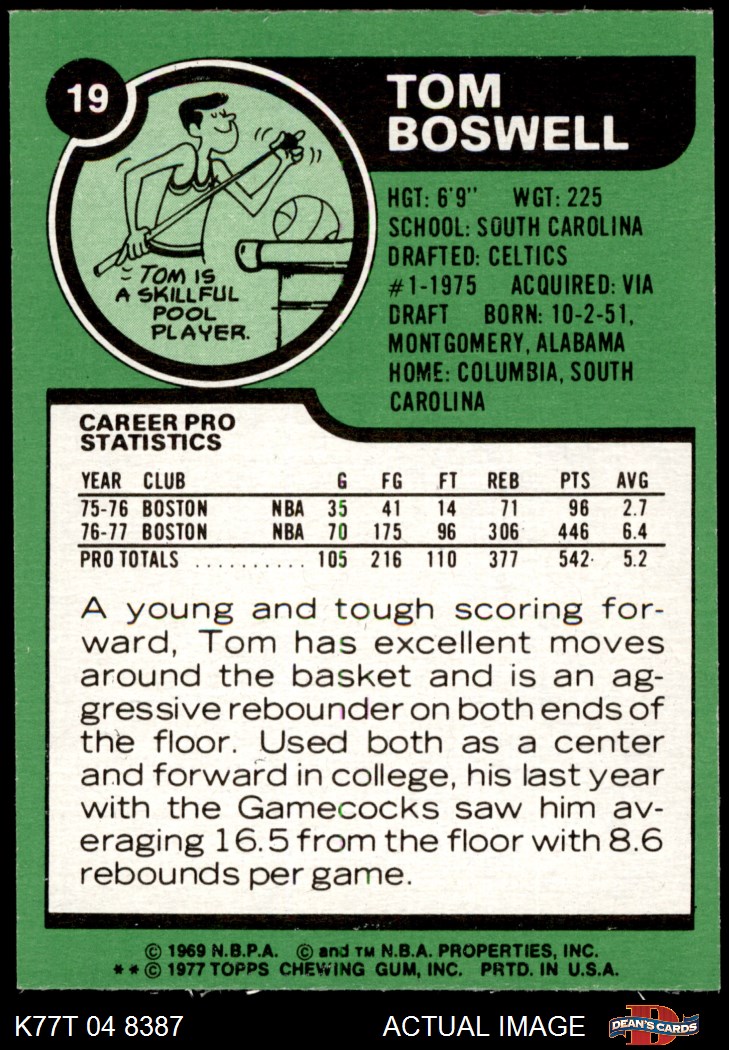 19
TOM
BOSWELL
TOM IS
A SKILLFUL
POOL
PLAYER.
HGT: 6'9" WGT: 225
SCHOOL: SOUTH CAROLINA
DRAFTED: CELTICS
#1-1975 ACQUIRED: VIA
DRAFT BORN: 10-2-51,
MONTGOMERY, ALABAMA
HOME: COLUMBIA, SOUTH
CAROLINA
CAREER PRO
STATISTICS
YEAR CLUB G FG FT REB PTS AVG
75-76 BOSTON NBA 35 41 14 71 96 2.7
76-77 BOSTON NBA 70 175 96 306 446 6.4
PRO TOTALS .......... 105 216 110 377 542 5.2
A young and tough scoring for-
ward, Tom has excellent moves
around the basket and is an ag-
gressive rebounder on both ends of
the floor. Used both as a center
and forward in college, his last year
with the Gamecocks saw him av-
eraging 16.5 from the floor with 8.6
rebounds per game.
© 1969 N.B.P.A. © and TM N.B.A. PROPERTIES, INC.
**© 1977 TOPPS CHEWING GUM, INC. PRTD. IN U.S.A.
K77T 04 8387 ACTUAL IMAGE D DEAN'S CARDS